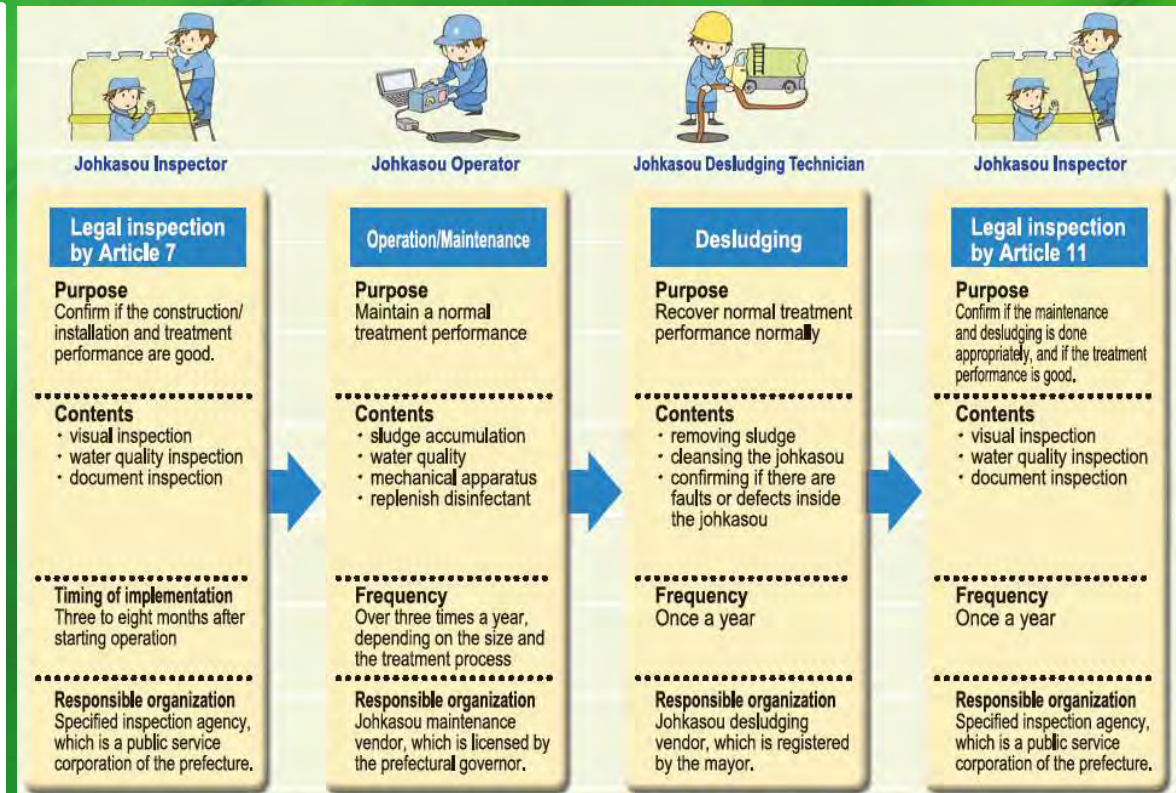 Johkasou Inspector
Legal inspection
by Article 7
Purpose
Confirm if the construction/
installation and treatment
performance are good.
Contents
・ visual inspection
・ water quality inspection
・ document inspection
Timing of implementation
Three to eight months after
starting operation
Responsible organization
Specified inspection agency,
which is a public service
corporation of the prefecture.
Johkasou Operator
Operation/Maintenance
Purpose
Maintain a normal
treatment performance
Contents
・ sludge accumulation
・ water quality
・ mechanical apparatus
・ replenish disinfectant
Frequency
Over three times a year,
depending on the size and
the treatment process
Responsible organization
Johkasou maintenance
vendor, which is licensed by
the prefectural governor.
Johkasou Desludging Technician
Desludging
Purpose
Recover normal treatment
performance normally
Contents
・ removing sludge
・ cleansing the johkasou
・ confirming if there are
faults or defects inside
the johkasou
Frequency
Once a year
Responsible organization
Johkasou desludging
vendor, which is registered
by the mayor.
Johkasou Inspector
Legal inspection
by Article 11
Purpose
Confirm if the maintenance
and desludging is done
appropriately, and if the treatment
performance is good.
Contents
・ visual inspection
・ water quality inspection
・ document inspection
Frequency
Once a year
Responsible organization
Specified inspection agency,
which is a public service
corporation of the prefecture.